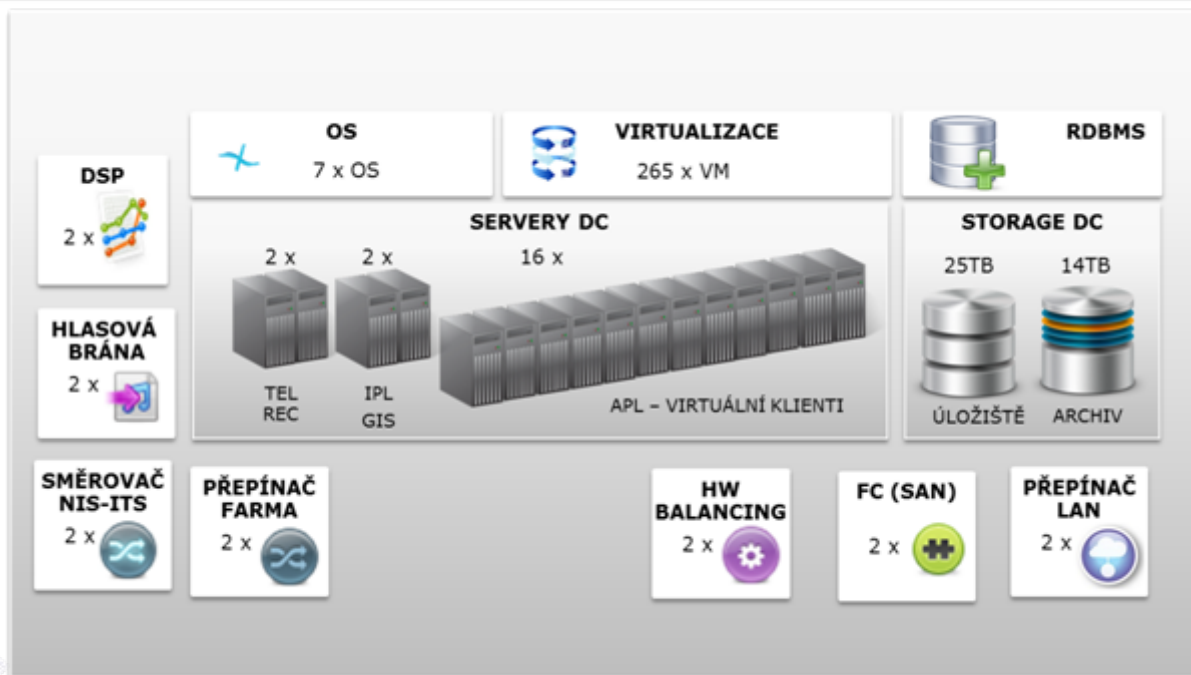 OS
7 x OS
VIRTUALIZACE
265 x VM
RDBMS
DSP
2 x
SERVERY DC
2 x
2 x
16 x
TEL
REC
IPL
GIS
APL – VIRTUÁLNÍ KLIENTI
STORAGE DC
25TB
14TB
ÚLOŽIŠTĚ
ARCHIV
HLASOVÁ
BRÁNA
2 x
SMĚROVAČ
NIS-ITS
2 x
PŘEPÍNAČ
FARMA
2 x
HW
BALANCING
2 x
FC (SAN)
2 x
PŘEPÍNAČ
LAN
2 x